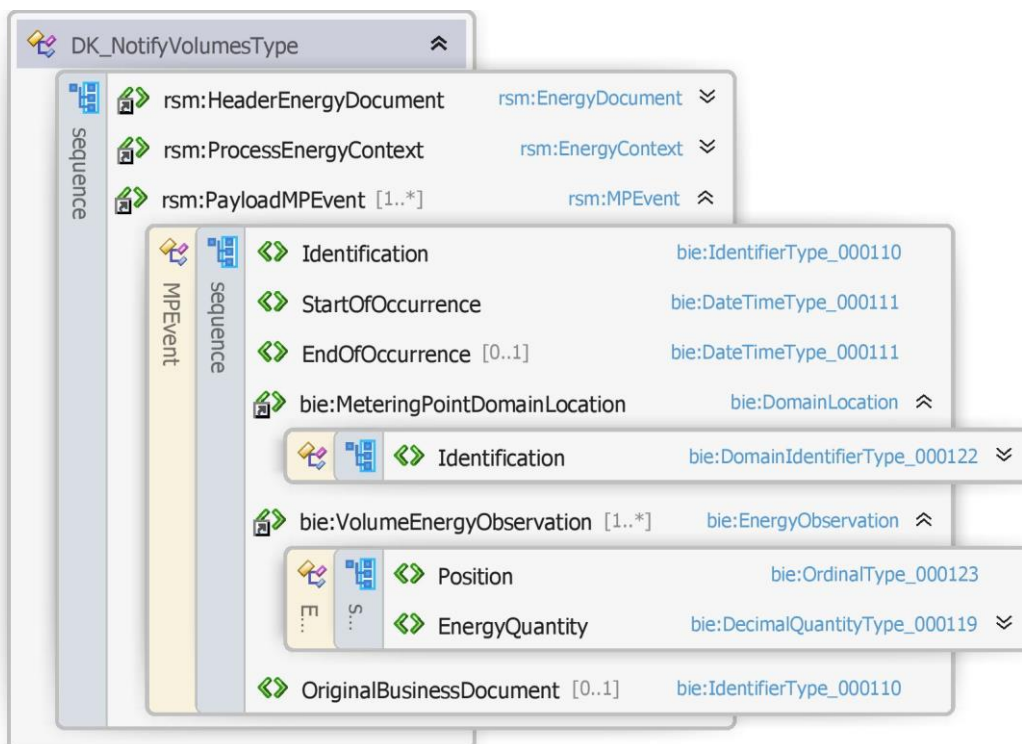 DK_NotifyVolumesType
sequence
rsm:HeaderEnergyDocument rsm:EnergyDocument
rsm:ProcessEnergyContext rsm:EnergyContext
rsm:PayloadMPEvent [1..*] rsm:MPEvent
MPEvent
sequence
Identification bie:IdentifierType_000110
StartOfOccurrence bie:DateTimeType_000111
EndOfOccurrence [0..1] bie:DateTimeType_000111
bie:MeteringPointDomainLocation bie:DomainLocation
Identification bie:DomainIdentifierType_000122
bie:VolumeEnergyObservation [1..*] bie:EnergyObservation
E...
s...
Position bie:OrdinalType_000123
EnergyQuantity bie:DecimalQuantityType_000119
OriginalBusinessDocument [0..1] bie:IdentifierType_000110